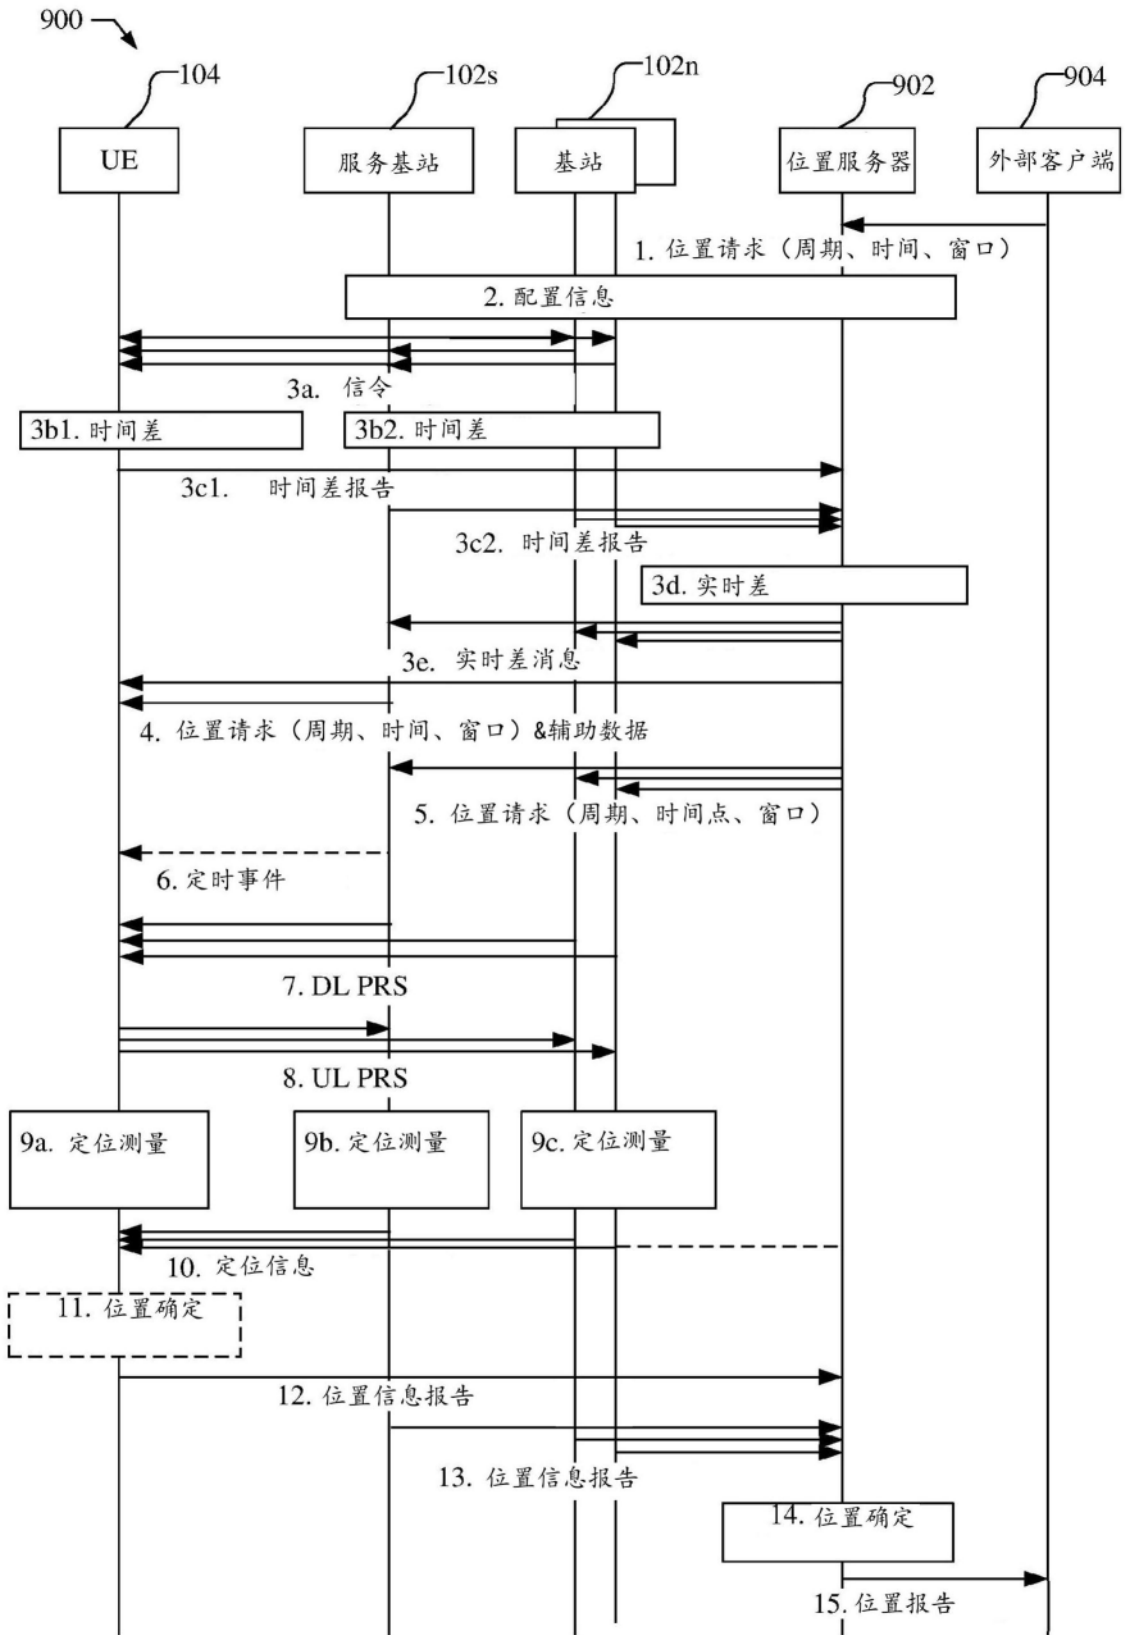 900
104
102s
102n
902
904
UE
服务基站
基站
位置服务器
外部客户端
1. 位置请求（周期、时间、窗口）
2. 配置信息
3a. 信令
3b1. 时间差
3b2. 时间差
3c1. 时间差报告
3c2. 时间差报告
3d. 实时差
3e. 实时差消息
4. 位置请求（周期、时间、窗口）&辅助数据
5. 位置请求（周期、时间点、窗口）
6. 定时事件
7. DL PRS
8. UL PRS
9a. 定位测量
9b. 定位测量
9c. 定位测量
10. 定位信息
11. 位置确定
12. 位置信息报告
13. 位置信息报告
14. 位置确定
15. 位置报告